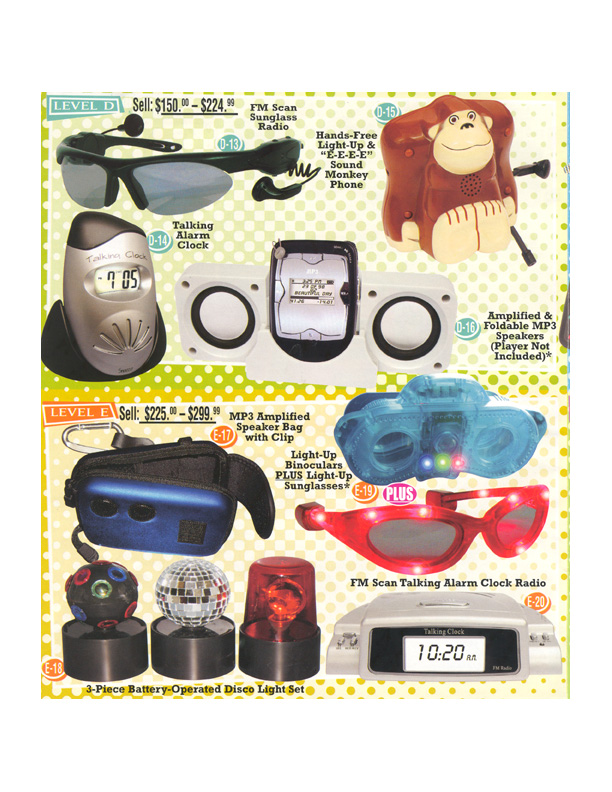 LEVEL D
Sell: $150.00 – $224.99
FM Scan
Sunglass
Radio
D-13
Hands-Free
Light-Up &
"E-E-E-E"
Sound
Monkey
Phone
D-15
Talking
Alarm
Clock
D-14
Talking Clock
7 05
MP3
D-16
Amplified &
Foldable MP3
Speakers
(Player Not
Included)*
LEVEL E
Sell: $225.00 – $299.99
MP3 Amplified
Speaker Bag
with Clip
E-17
Light-Up
Binoculars
PLUS Light-Up
Sunglasses*
E-19
PLUS
FM Scan Talking Alarm Clock Radio
E-20
Talking Clock
10:20 A.M.
FM Radio
E-18
3-Piece Battery-Operated Disco Light Set